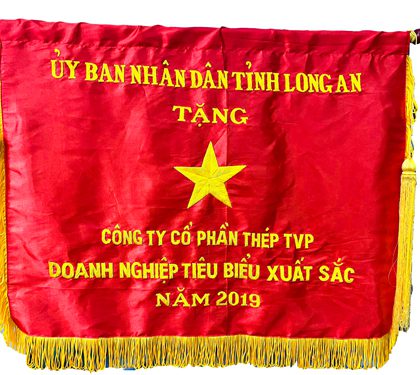 ỦY BAN NHÂN DÂN TỈNH LONG AN
TẶNG
CÔNG TY CỔ PHẦN THÉP TVP
DOANH NGHIỆP TIÊU BIỂU XUẤT SẮC
NĂM 2019